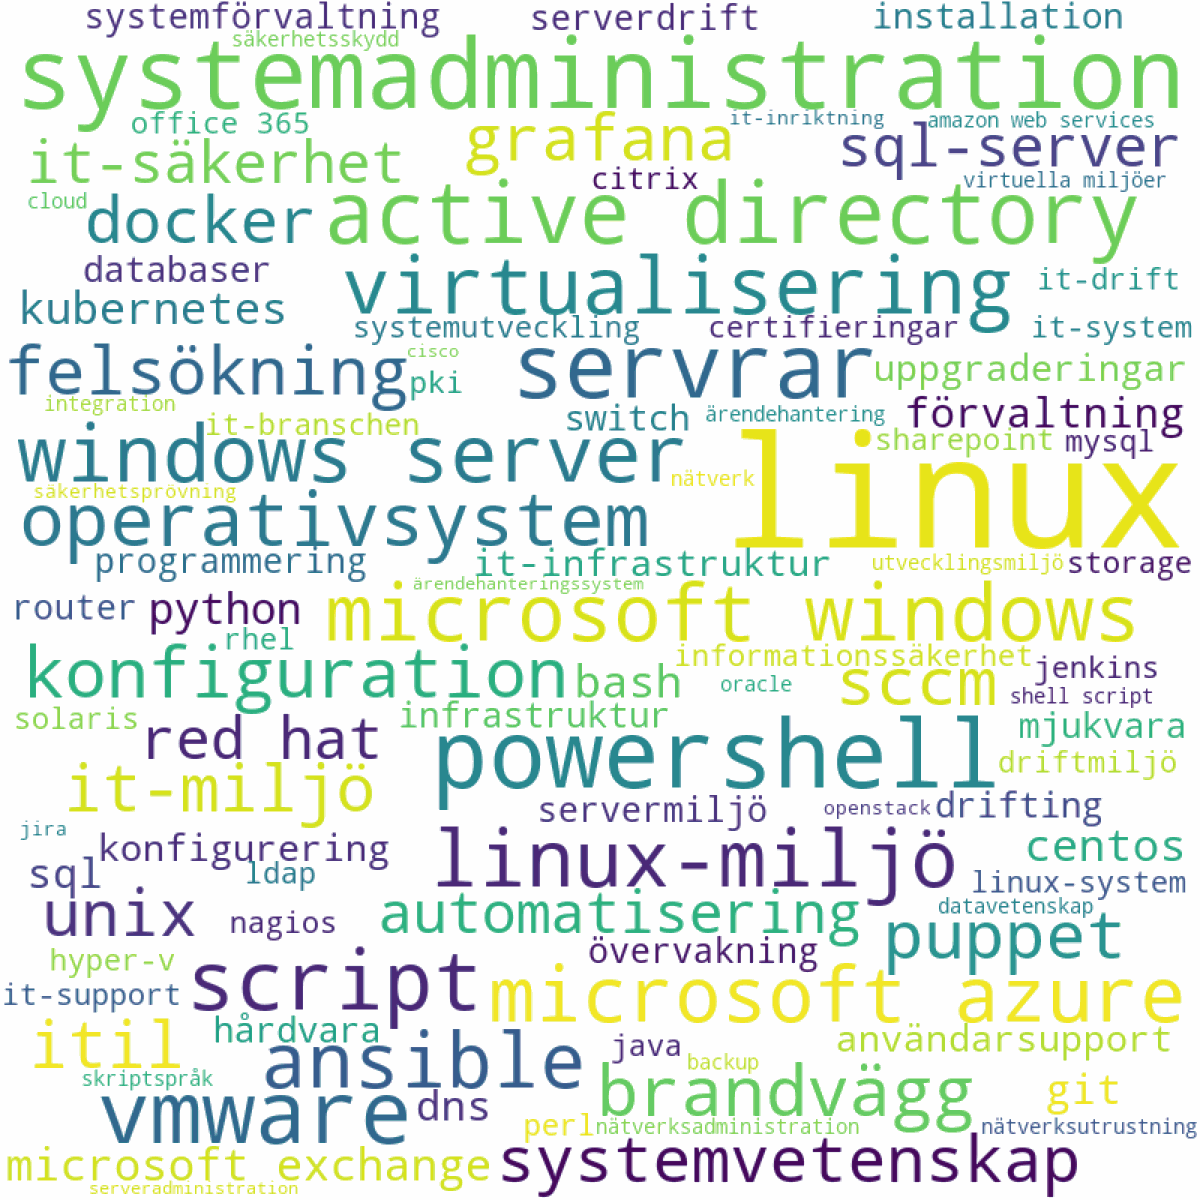 systemförvaltning
serverdrift
installation
säkerhetsskydd
systemadministration
office 365
grafana
it-inriktning
amazon web services
it-säkerhet
sql-server
citrix
virtuella miljöer
cloud
docker
active directory
databaser
virtualisering
it-drift
kubernetes
systemutveckling
certifieringar
it-system
felsökning
cisco
servrar
pki
uppgraderingar
integration
it-branschen
switch
ärendehantering
förvaltning
windows server
linux
sharepoint
mysql
nätverk
säkerhetsprövning
operativsystem
programmering
it-infrastruktur
utvecklingsmiljö
storage
ärendehanteringssystem
router
python
microsoft windows
rhel
konfiguration
bash
informationssäkerhet
jenkins
oracle
sccm
shell script
solaris
infrastruktur
red hat
powershell
mjukvara
driftmiljö
it-miljö
servermiljö
openstack
drifting
jira
konfigurering
linux-miljö
centos
sql
ldap
linux-system
unix
nagios
automatisering
datavetenskap
puppet
övervakning
hyper-v
script
it-support
microsoft azure
itil
hårdvara
ansible
java
användarsupport
backup
skriptspråk
brandvägg
git
vmware
dns
perl
nätverksadministration
nätverksutrustning
microsoft exchange
systemvetenskap
serveradministration